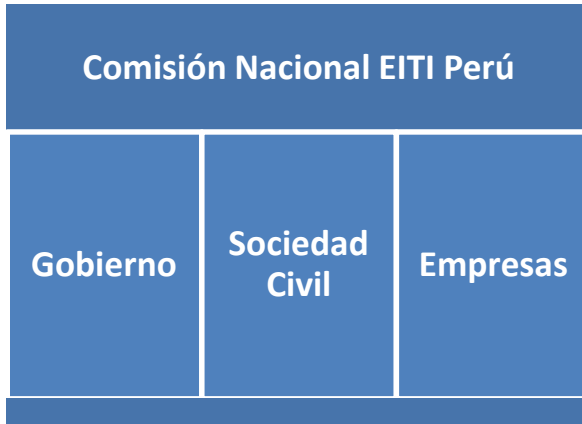 Comisión Nacional EITI Perú
Gobierno
Sociedad
Civil
Empresas